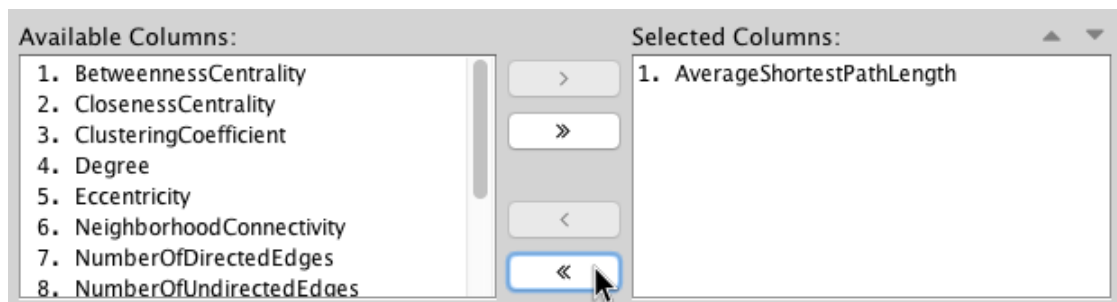 Available Columns:
1. BetweennessCentrality
2. ClosenessCentrality
3. ClusteringCoefficient
4. Degree
5. Eccentricity
6. NeighborhoodConnectivity
7. NumberOfDirectedEdges
8. NumberOfUndirectedEdges
>
»
<
«
Selected Columns:
1. AverageShortestPathLength